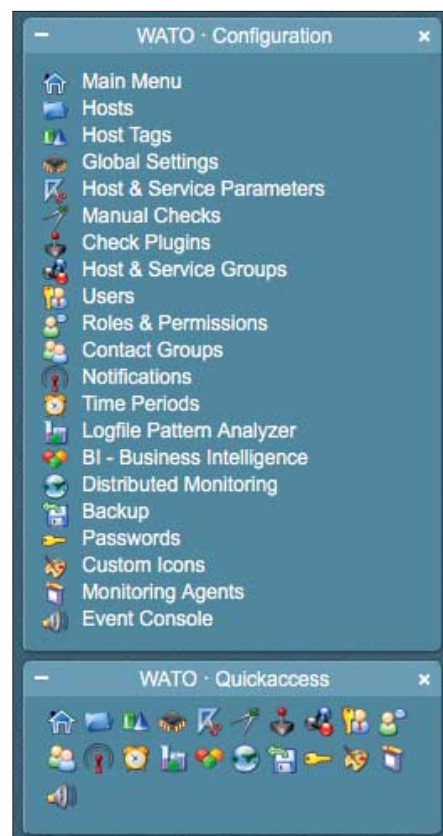 WATO · Configuration
Main Menu
Hosts
Host Tags
Global Settings
Host & Service Parameters
Manual Checks
Check Plugins
Host & Service Groups
Users
Roles & Permissions
Contact Groups
Notifications
Time Periods
Logfile Pattern Analyzer
BI - Business Intelligence
Distributed Monitoring
Backup
Passwords
Custom Icons
Monitoring Agents
Event Console
WATO · Quickaccess